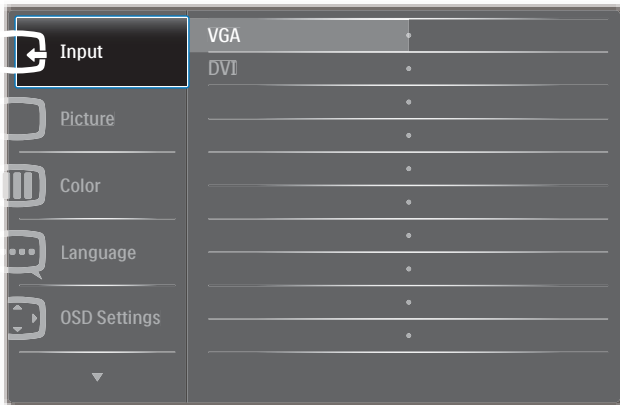 Input
VGA
DVI
Picture
Color
Language
OSD Settings